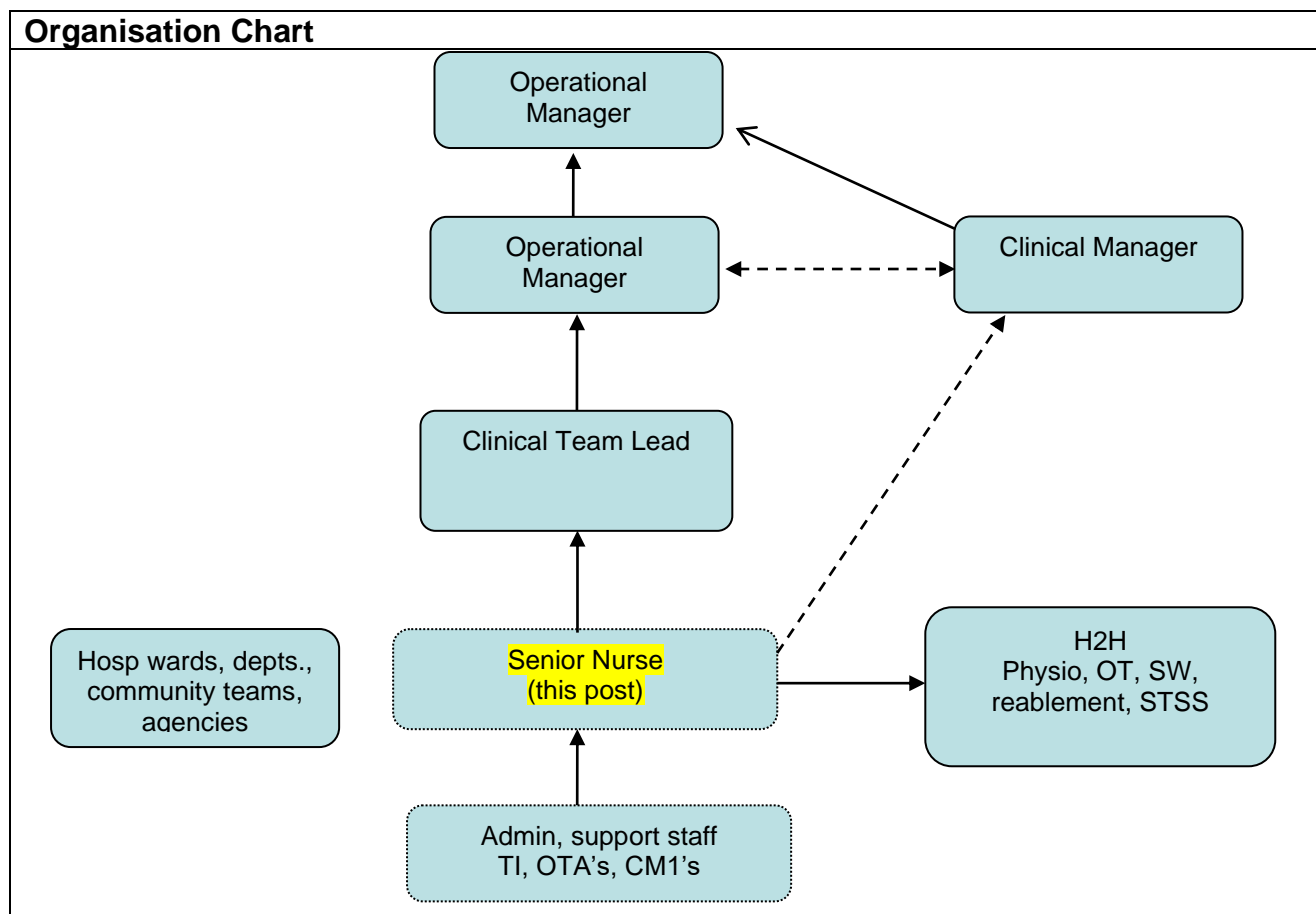 Organisation Chart
Operational
Manager
Operational
Manager
Clinical Manager
Clinical Team Lead
Hosp wards, depts.,
community teams,
agencies
Senior Nurse
(this post)
H2H
Physio, OT, SW,
reablement, STSS
Admin, support staff
TI, OTA's, CM1's